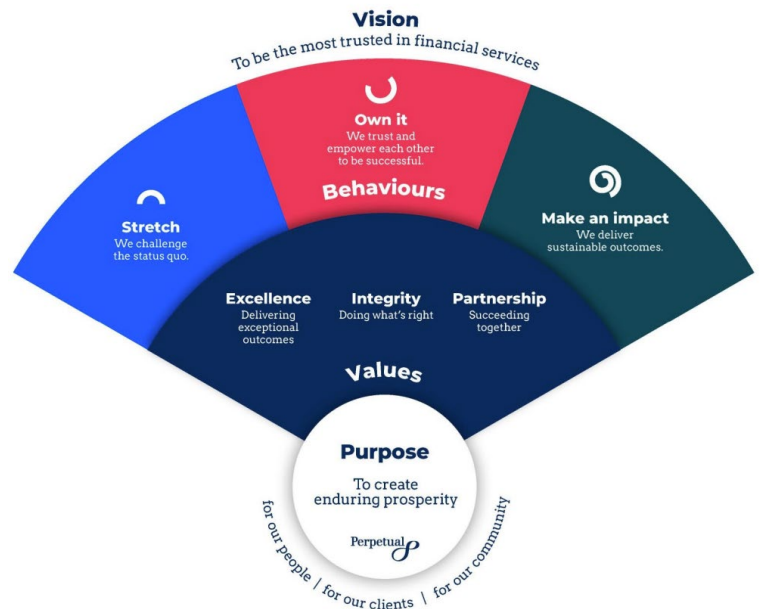 Vision
To be the most trusted in financial services
Own it
We trust and
empower each other
to be successful.
Behaviours
Stretch
We challenge
the status quo.
Make an impact
We deliver
sustainable outcomes.
Excellence
Delivering
exceptional
outcomes
Integrity
Doing what's right
Partnership
Succeeding
together
Values
Purpose
To create
enduring prosperity
Perpetual
for our people | for our clients | for our community